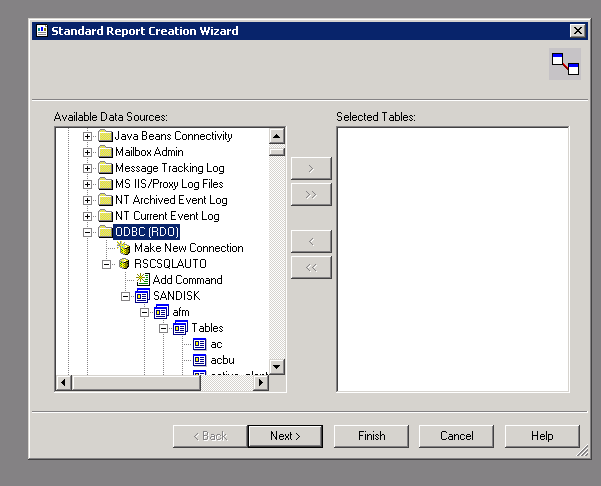 Standard Report Creation Wizard
Available Data Sources:
Selected Tables:
Java Beans Connectivity
Mailbox Admin
Message Tracking Log
MS IIS/Proxy Log Files
NT Archived Event Log
NT Current Event Log
ODBC (RDO)
Make New Connection
RSCSQLAUTO
Add Command
SANDISK
afm
Tables
ac
acbu
>
>>
<
<<
< Back
Next >
Finish
Cancel
Help